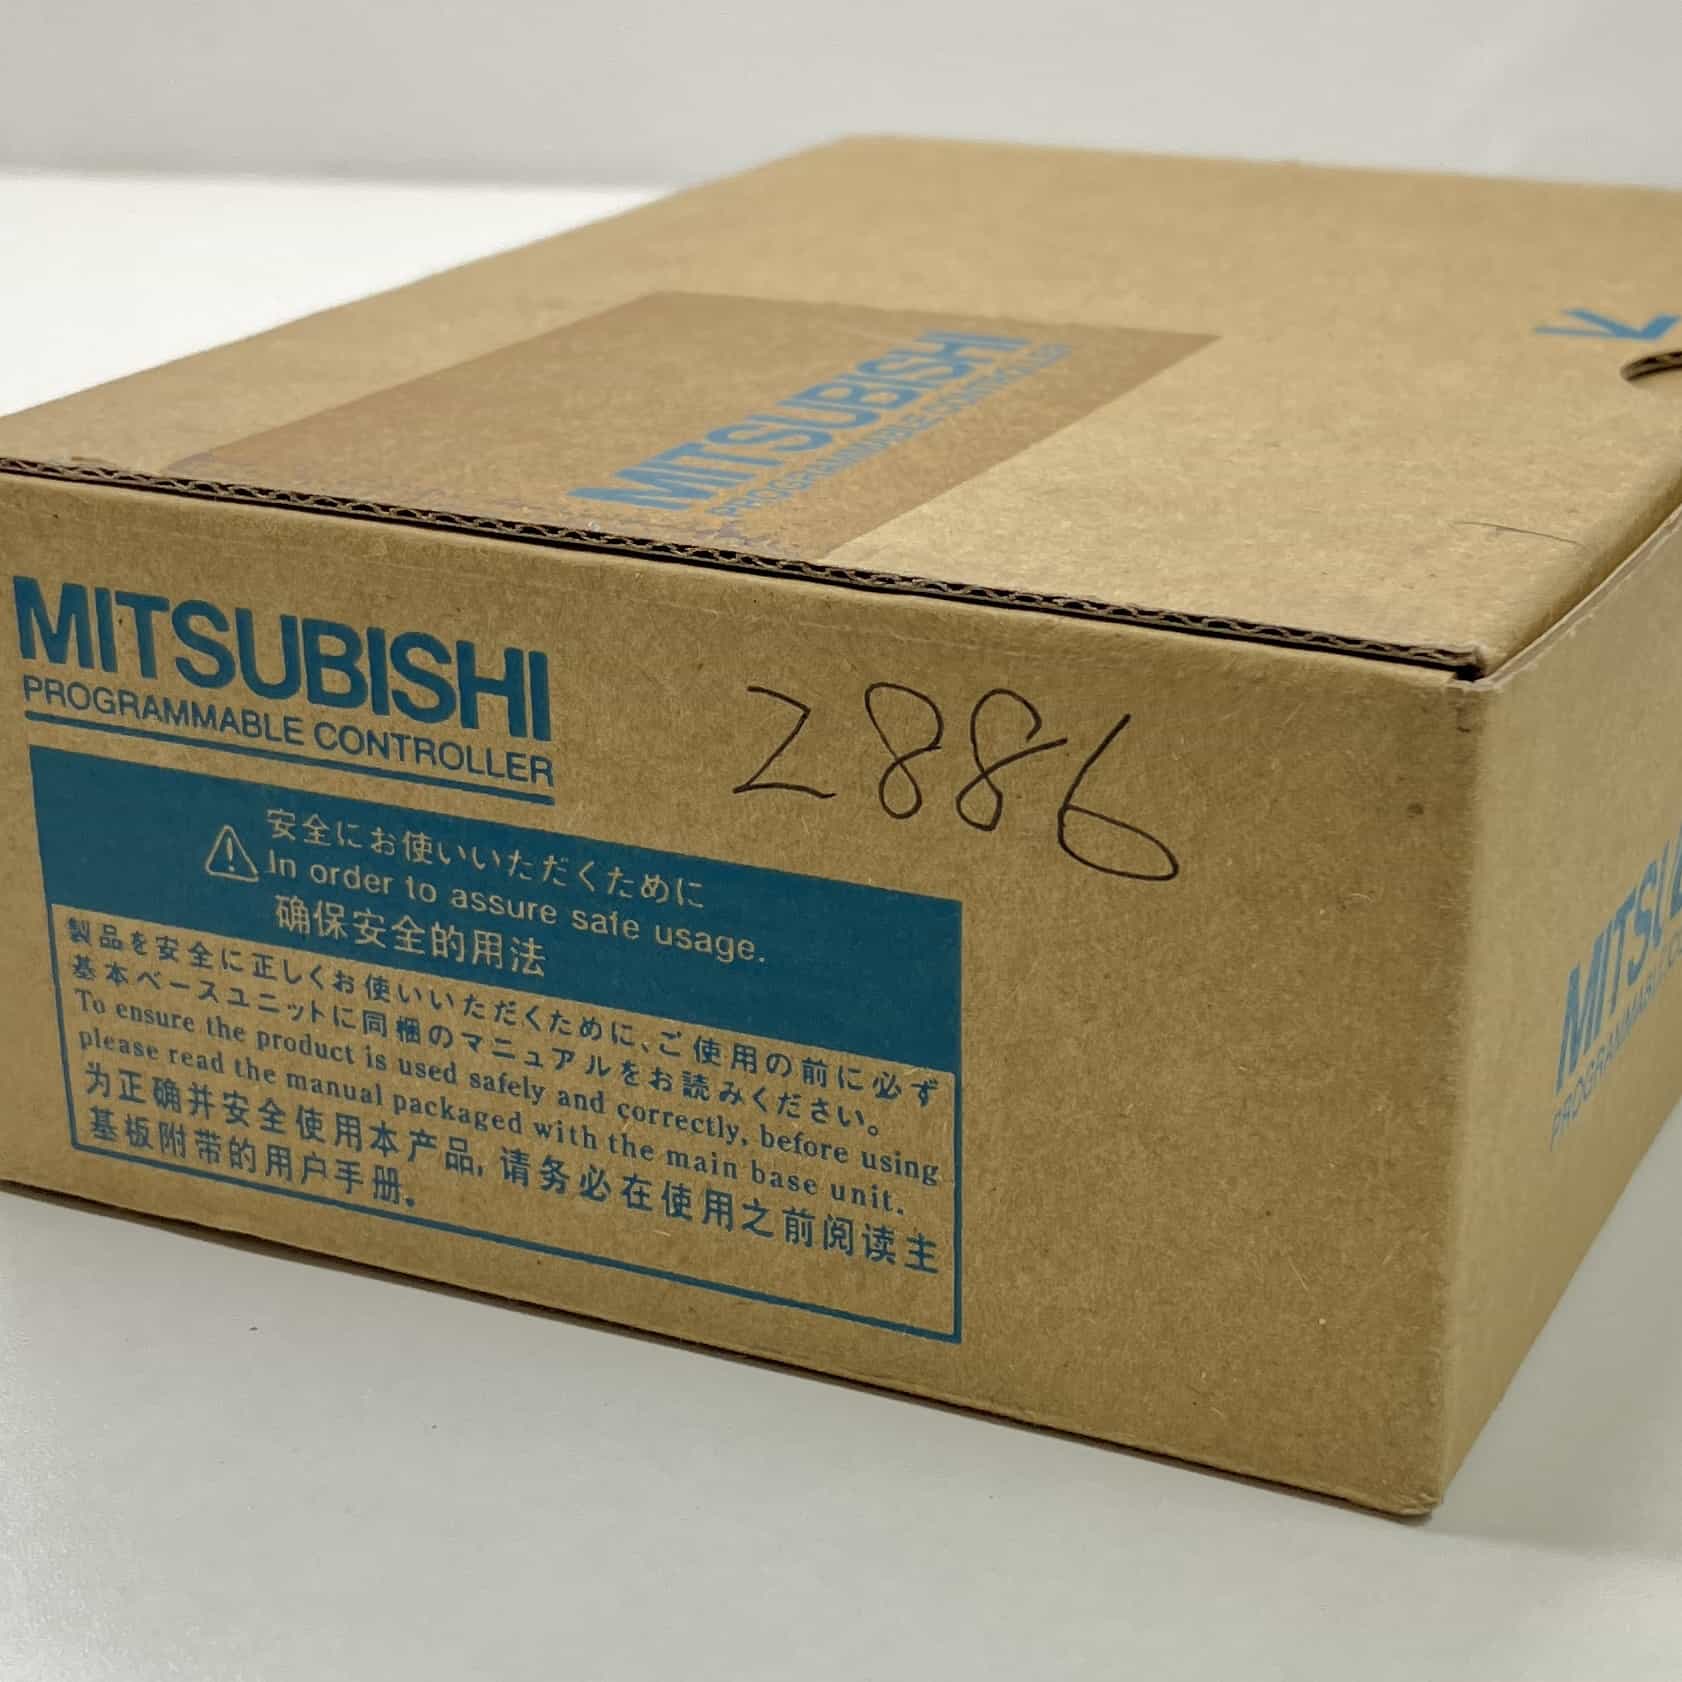 MITSUBISHI
PROGRAMMABLE CONTROLLER
MITSUBISHI
PROGRAMMABLE CONTROLLER
2886
安全にお使いいただくために
In order to assure safe usage.
确保安全的用法
製品を安全に正しくお使いいただくために、ご使用の前に必ず
基本ベースユニットに同梱のマニュアルをお読みください。
To ensure the product is used safely and correctly, before using
please read the manual packaged with the main base unit.
为正确并安全使用本产品，请务必在使用之前阅读主
基板附带的用户手册。